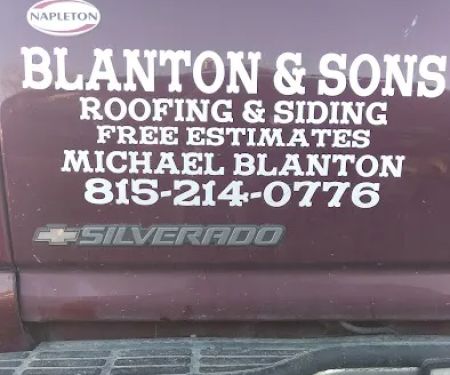 NAPLETON
BLANTON & SONS
ROOFING & SIDING
FREE ESTIMATES
MICHAEL BLANTON
815-214-0776
SILVERADO